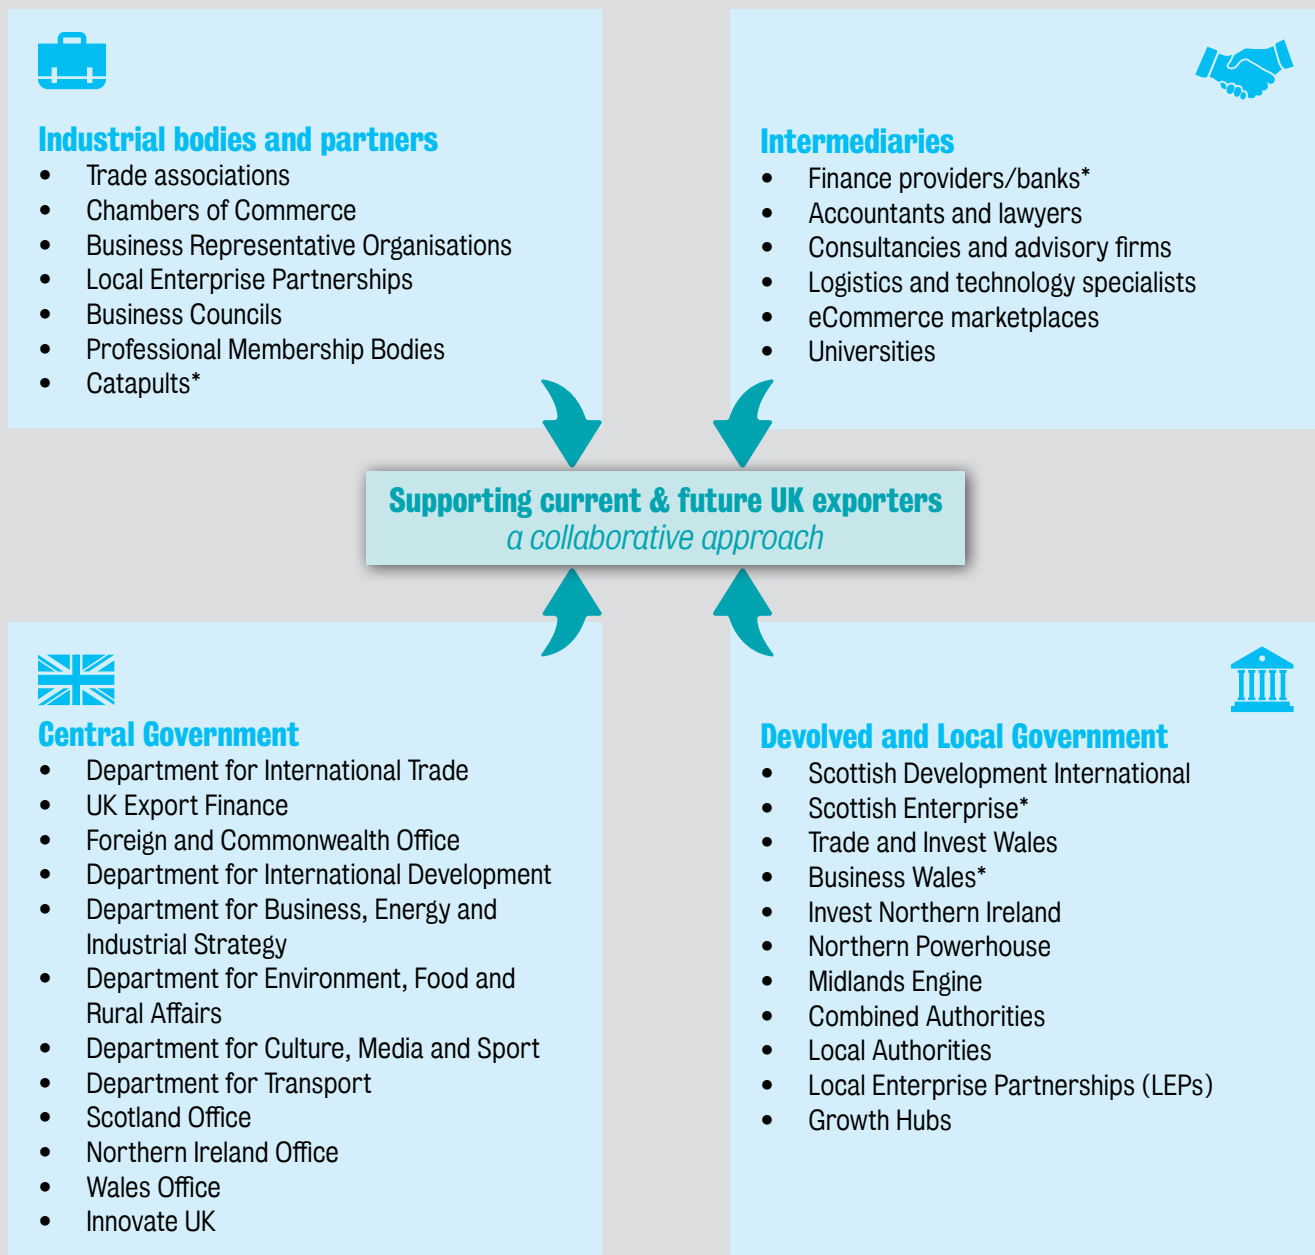 Industrial bodies and partners
• Trade associations
• Chambers of Commerce
• Business Representative Organisations
• Local Enterprise Partnerships
• Business Councils
• Professional Membership Bodies
• Catapults*
Intermediaries
• Finance providers/banks*
• Accountants and lawyers
• Consultancies and advisory firms
• Logistics and technology specialists
• eCommerce marketplaces
• Universities
Supporting current & future UK exporters
a collaborative approach
Central Government
• Department for International Trade
• UK Export Finance
• Foreign and Commonwealth Office
• Department for International Development
• Department for Business, Energy and
Industrial Strategy
• Department for Environment, Food and
Rural Affairs
• Department for Culture, Media and Sport
• Department for Transport
• Scotland Office
• Northern Ireland Office
• Wales Office
• Innovate UK
Devolved and Local Government
• Scottish Development International
• Scottish Enterprise*
• Trade and Invest Wales
• Business Wales*
• Invest Northern Ireland
• Northern Powerhouse
• Midlands Engine
• Combined Authorities
• Local Authorities
• Local Enterprise Partnerships (LEPs)
• Growth Hubs